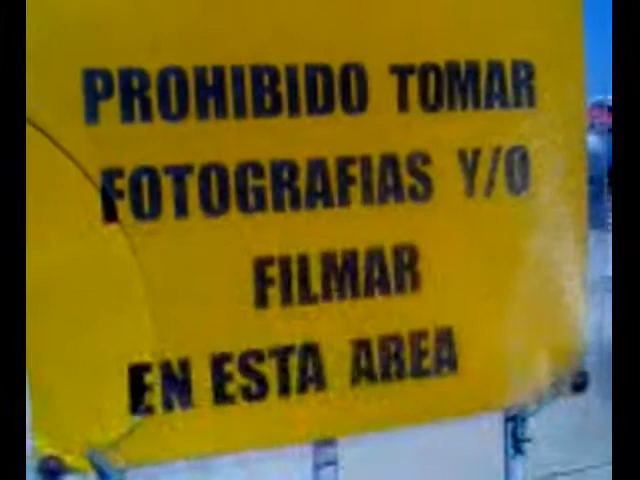 PROHIBIDO TOMAR
FOTOGRAFIAS Y/O
FILMAR
EN ESTA AREA